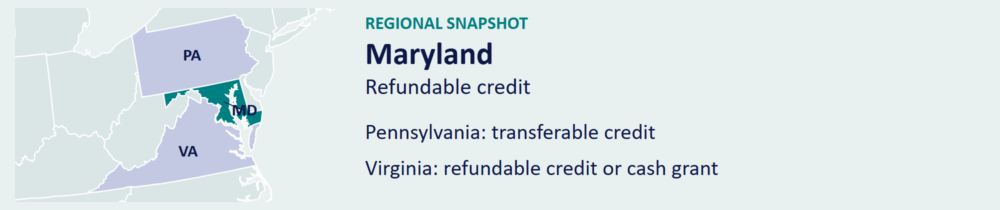 PA
MD
VA
REGIONAL SNAPSHOT
Maryland
Refundable credit
Pennsylvania: transferable credit
Virginia: refundable credit or cash grant